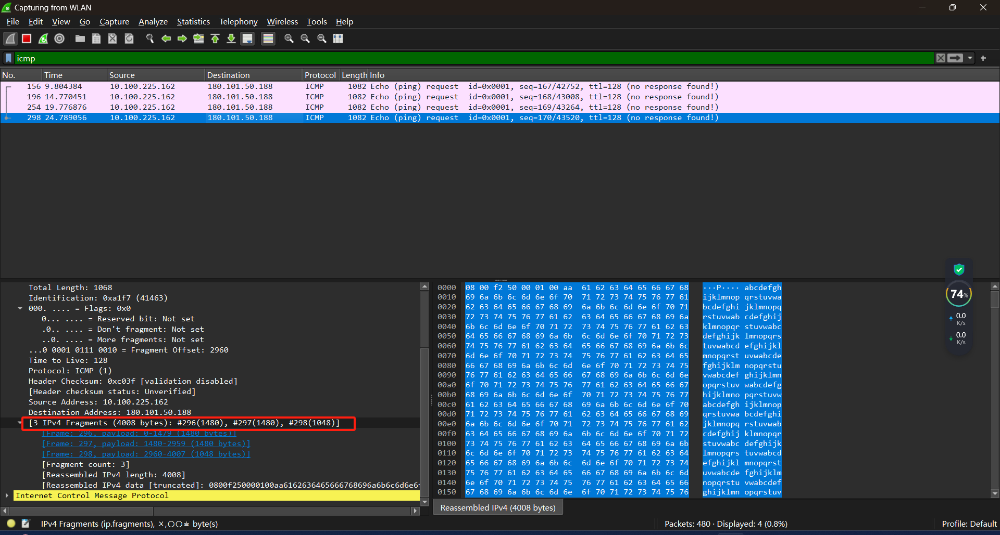 Capturing from WLAN
File Edit View Go Capture Analyze Statistics Telephony Wireless Tools Help
icmp
No. Time Source Destination Protocol Length Info
156 9.804384 10.100.225.162 180.101.50.188 ICMP 1082 Echo (ping) request id=0x0001, seq=167/42752, ttl=128 (no response found!)
196 14.770451 10.100.225.162 180.101.50.188 ICMP 1082 Echo (ping) request id=0x0001, seq=168/43008, ttl=128 (no response found!)
254 19.776876 10.100.225.162 180.101.50.188 ICMP 1082 Echo (ping) request id=0x0001, seq=169/43264, ttl=128 (no response found!)
298 24.789056 10.100.225.162 180.101.50.188 ICMP 1082 Echo (ping) request id=0x0001, seq=170/43520, ttl=128 (no response found!)
Total Length: 1068
Identification: 0xa1f7 (41463)
000. .... = Flags: 0x0
0... .... = Reserved bit: Not set
.0.. .... = Don't fragment: Not set
..0. .... = More fragments: Not set
...0 0001 0111 0010 = Fragment Offset: 2960
Time to Live: 128
Protocol: ICMP (1)
Header Checksum: 0xc03f [validation disabled]
[Header checksum status: Unverified]
Source Address: 10.100.225.162
Destination Address: 180.101.50.188
[3 IPv4 Fragments (4008 bytes): #296(1480), #297(1480), #298(1048)]
[Frame: 296, payload: 0-1479 (1480 bytes)]
[Frame: 297, payload: 1480-2959 (1480 bytes)]
[Frame: 298, payload: 2960-4007 (1048 bytes)]
[Fragment count: 3]
[Reassembled IPv4 length: 4008]
[Reassembled IPv4 data [truncated]: 0800f250000100aa6162636465666768696a6b6c6d6e6
Internet Control Message Protocol
0000 08 00 f2 50 00 01 00 aa 61 62 63 64 65 66 67 68 ···P···· abcdefgh
0010 69 6a 6b 6c 6d 6e 6f 70 71 72 73 74 75 76 77 61 ijklmnop qrstuvwa
0020 62 63 64 65 66 67 68 69 6a 6b 6c 6d 6e 6f 70 71 bcdefghi jklmnopq
0030 72 73 74 75 76 77 61 62 63 64 65 66 67 68 69 6a rstuvwab cdefghij
0040 6b 6c 6d 6e 6f 70 71 72 73 74 75 76 77 61 62 63 klmnopqr stuvwabc
0050 64 65 66 67 68 69 6a 6b 6c 6d 6e 6f 70 71 72 73 defghijk lmnopqrs
0060 74 75 76 77 61 62 63 64 65 66 67 68 69 6a 6b 6c tuvwabcd efghijkl
0070 6d 6e 6f 70 71 72 73 74 75 76 77 61 62 63 64 65 mnopqrst uvwabcde
0080 66 67 68 69 6a 6b 6c 6d 6e 6f 70 71 72 73 74 75 fghijklm nopqrstu
0090 76 77 61 62 63 64 65 66 67 68 69 6a 6b 6c 6d 6e vwabcdef ghijklmn
00a0 6f 70 71 72 73 74 75 76 77 61 62 63 64 65 66 67 opqrstuv wabcdefg
00b0 68 69 6a 6b 6c 6d 6e 6f 70 71 72 73 74 75 76 77 hijklmno pqrstuvw
00c0 61 62 63 64 65 66 67 68 69 6a 6b 6c 6d 6e 6f 70 abcdefgh ijklmnop
00d0 71 72 73 74 75 76 77 61 62 63 64 65 66 67 68 69 qrstuvwa bcdefghi
00e0 6a 6b 6c 6d 6e 6f 70 71 72 73 74 75 76 77 61 62 jklmnopq rstuvwab
00f0 63 64 65 66 67 68 69 6a 6b 6c 6d 6e 6f 70 71 72 cdefghij klmnopqr
0100 73 74 75 76 77 61 62 63 64 65 66 67 68 69 6a 6b stuvwabc defghijk
0110 6c 6d 6e 6f 70 71 72 73 74 75 76 77 61 62 63 64 lmnopqrs tuvwabcd
0120 65 66 67 68 69 6a 6b 6c 6d 6e 6f 70 71 72 73 74 efghijkl mnopqrst
0130 75 76 77 61 62 63 64 65 66 67 68 69 6a 6b 6c 6d uvwabcde fghijklm
0140 6e 6f 70 71 72 73 74 75 76 77 61 62 63 64 65 66 nopqrstu vwabcdef
0150 67 68 69 6a 6b 6c 6d 6e 6f 70 71 72 73 74 75 76 ghijklmn opqrstuv
74%
0.0
K/s
0.0
K/s
Reassembled IPv4 (4008 bytes)
IPv4 Fragments (ip.fragments), ×,○○≐ byte(s)
Packets: 480 · Displayed: 4 (0.8%)
Profile: Default